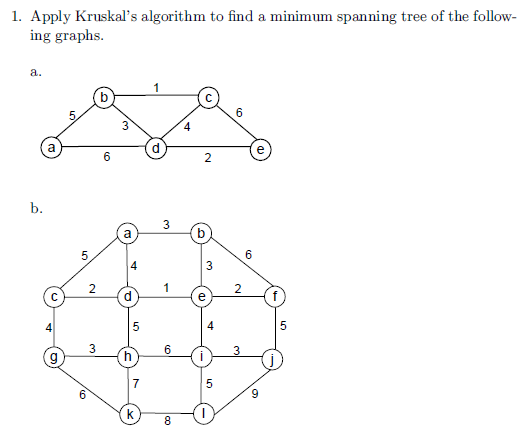 1. Apply Kruskal's algorithm to find a minimum spanning tree of the follow-
ing graphs.
a.
1
b
c
5
6
3
4
a
d
e
6
2
b.
3
a
b
5
6
4
3
2
1
2
c
d
e
f
4
5
4
5
3
6
3
g
h
i
j
7
5
6
9
k
l
8